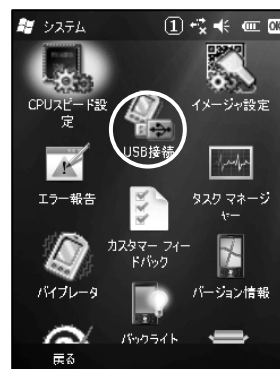 システム 1 OK
CPUスピード設
定
USB接続
イメージャ設定
エラー報告
カスタマー フィー
ドバック
タスク マネージ
ャー
バイブレータ
バックライト
バージョン情報
戻る